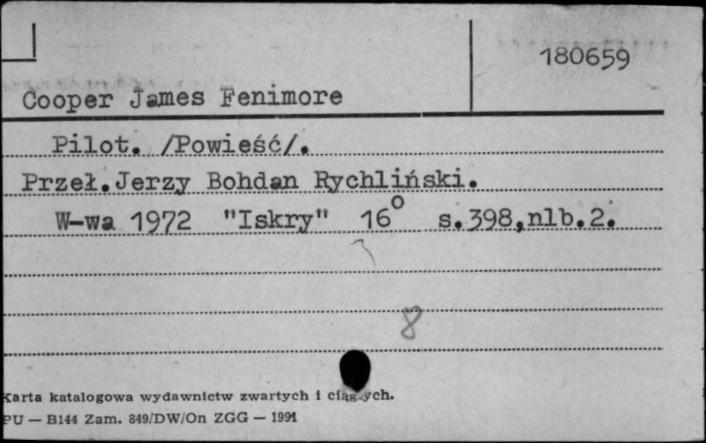 180659
Cooper James Fenimore
Pilot. /Powieść/.
Przeł.Jerzy Bohdan Rychliński.
W-wa 1972 "Iskry" 16° s.398,nlb.2.
8
Karta katalogowa wydawnictw zwartych i ciągłych.
PU — B144 Zam. 849/DW/On ZGG — 1991